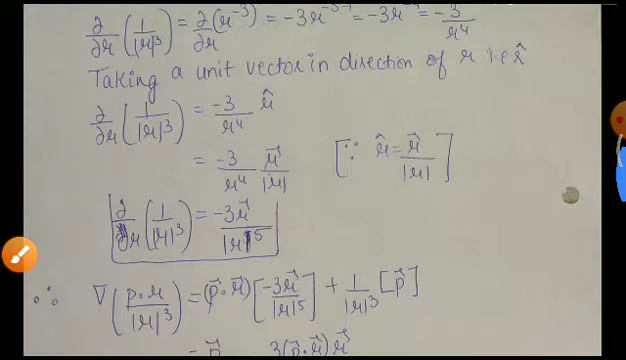 ∂/∂r (1/|r|³) = ∂/∂r (r⁻³) = -3r⁻³⁻¹ = -3r⁻⁴ = -3/r⁴
Taking a unit vector in direction of r i.e r̂
∂/∂r (1/|r|³) = -3/r⁴ r̂
= -3/r⁴ r⃗/|r| [∵ r̂ = r⃗/|r|]
∂/∂r (1/|r|³) = -3r⃗/|r|⁵
∴ ∇(p·r/|r|³) = (p⃗·r⃗) [-3r⃗/|r|⁵] + 1/|r|³ [p⃗]
= p⃗ 3(p⃗·r⃗)r⃗